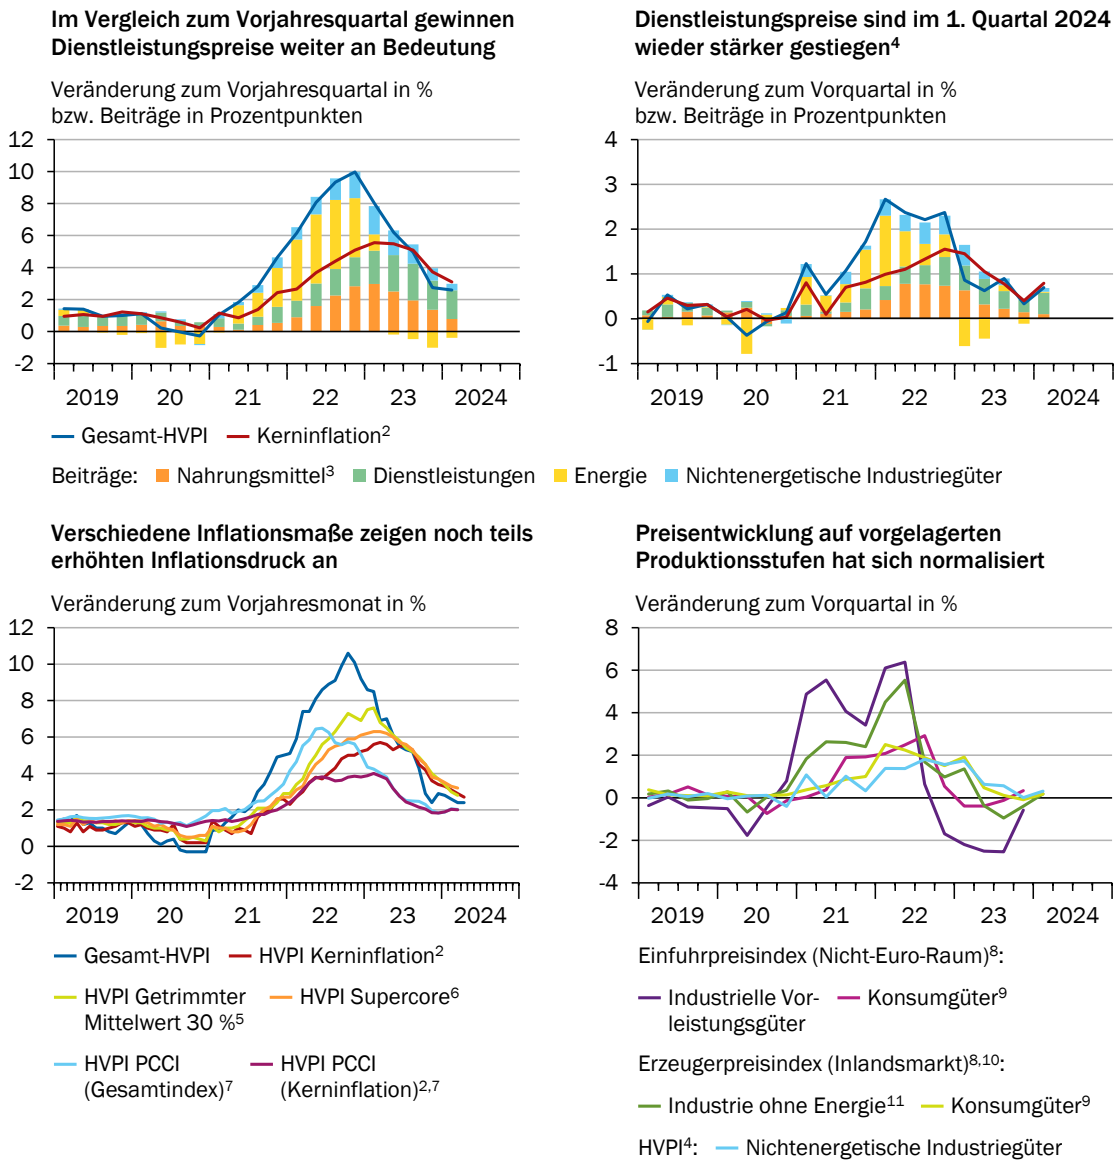 Im Vergleich zum Vorjahresquartal gewinnen
Dienstleistungspreise weiter an Bedeutung
Veränderung zum Vorjahresquartal in %
bzw. Beiträge in Prozentpunkten
12
10
8
6
4
2
0
-2
2019
20
21
22
23
2024
Dienstleistungspreise sind im 1. Quartal 2024
wieder stärker gestiegen⁴
Veränderung zum Vorquartal in %
bzw. Beiträge in Prozentpunkten
4
3
2
1
0
-1
2019
20
21
22
23
2024
Gesamt-HVPI
Kerninflation²
Beiträge:
Nahrungsmittel³
Dienstleistungen
Energie
Nichtenergetische Industriegüter
Verschiedene Inflationsmaße zeigen noch teils
erhöhten Inflationsdruck an
Veränderung zum Vorjahresmonat in %
12
10
8
6
4
2
0
-2
2019
20
21
22
23
2024
Gesamt-HVPI
HVPI Kerninflation²
HVPI Getrimmter
Mittelwert 30 %⁵
HVPI Supercore⁶
HVPI PCCI
(Gesamtindex)⁷
HVPI PCCI
(Kerninflation)²,⁷
Preisentwicklung auf vorgelagerten
Produktionsstufen hat sich normalisiert
Veränderung zum Vorquartal in %
8
6
4
2
0
-2
-4
2019
20
21
22
23
2024
Einfuhrpreisindex (Nicht-Euro-Raum)⁸:
Industrielle Vor-
leistungsgüter
Konsumgüter⁹
Erzeugerpreisindex (Inlandsmarkt)⁸,¹⁰:
Industrie ohne Energie¹¹
Konsumgüter⁹
HVPI⁴:
Nichtenergetische Industriegüter